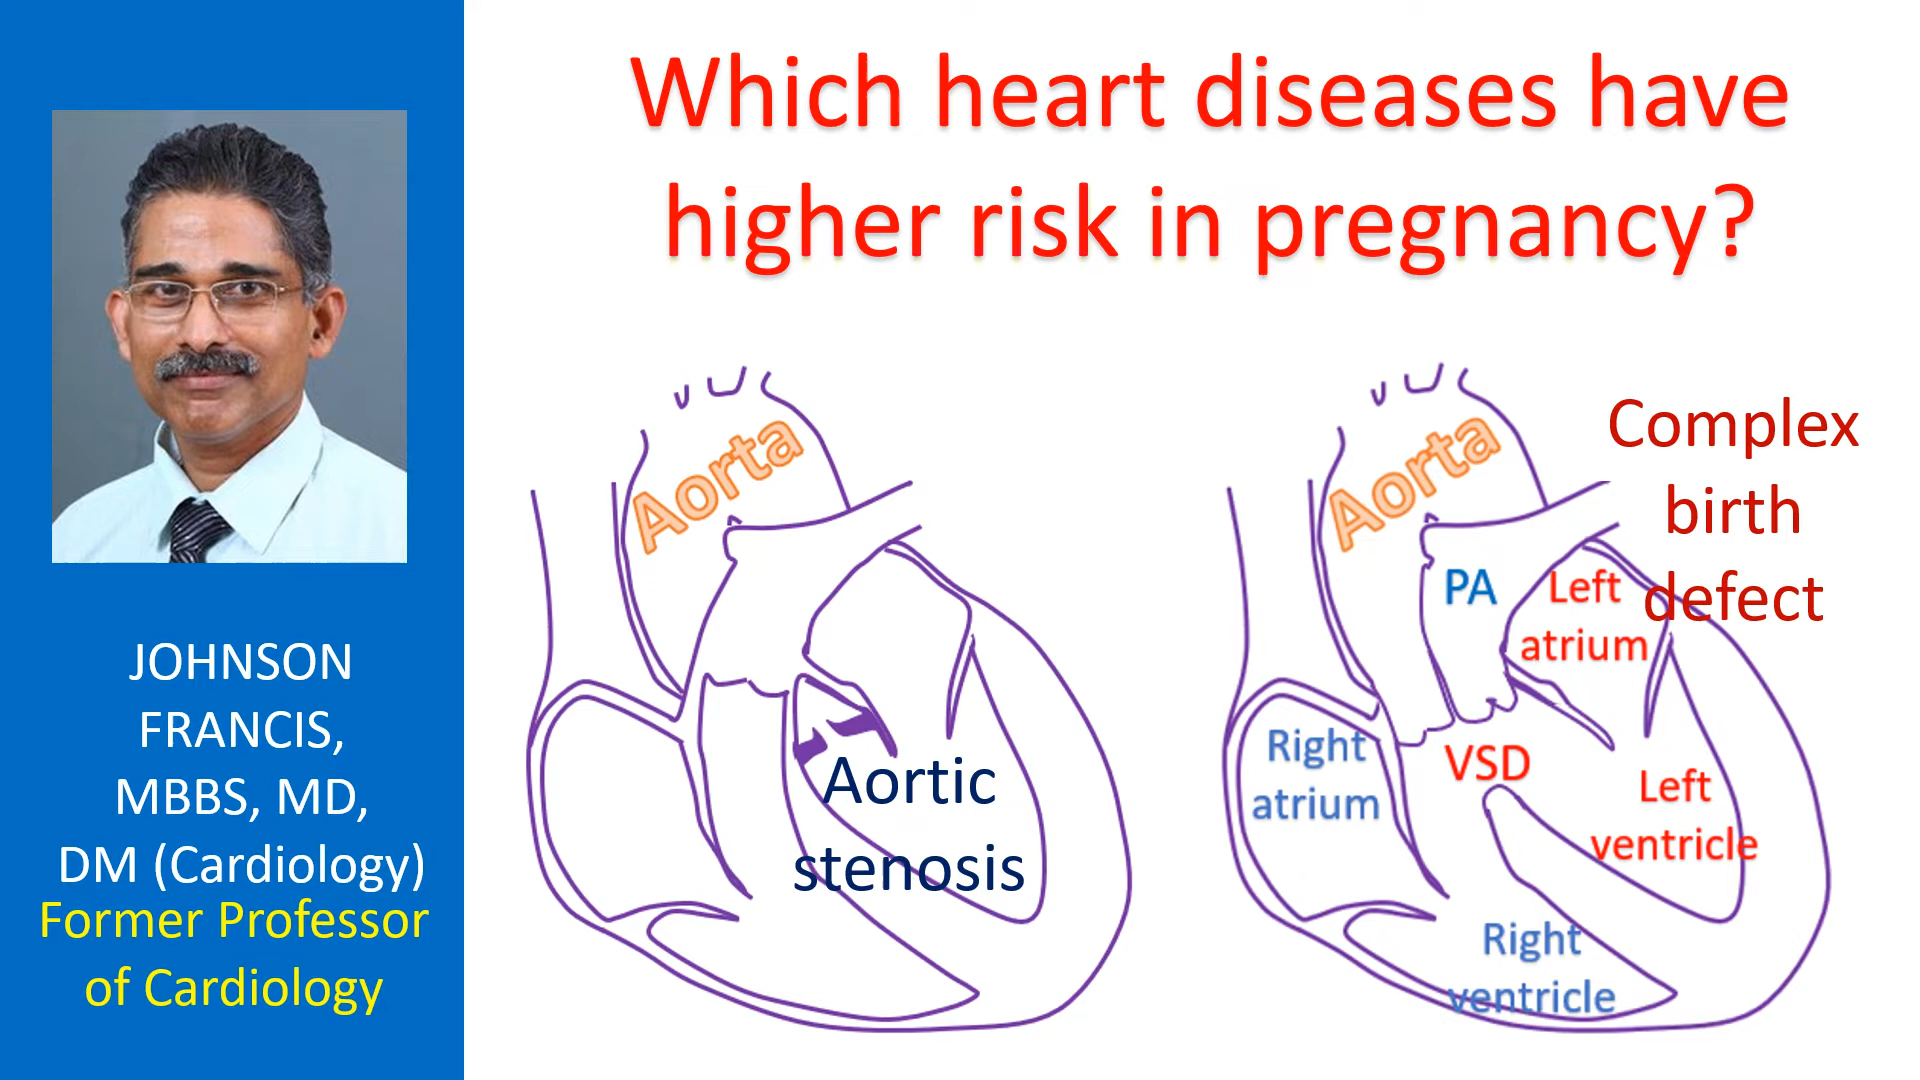 Which heart diseases have
higher risk in pregnancy?
JOHNSON
FRANCIS,
MBBS, MD,
DM (Cardiology)
Former Professor
of Cardiology
Aorta
Aortic
stenosis
Aorta
Complex
birth
defect
PA
Left
atrium
Right
atrium
VSD
Left
ventricle
Right
ventricle